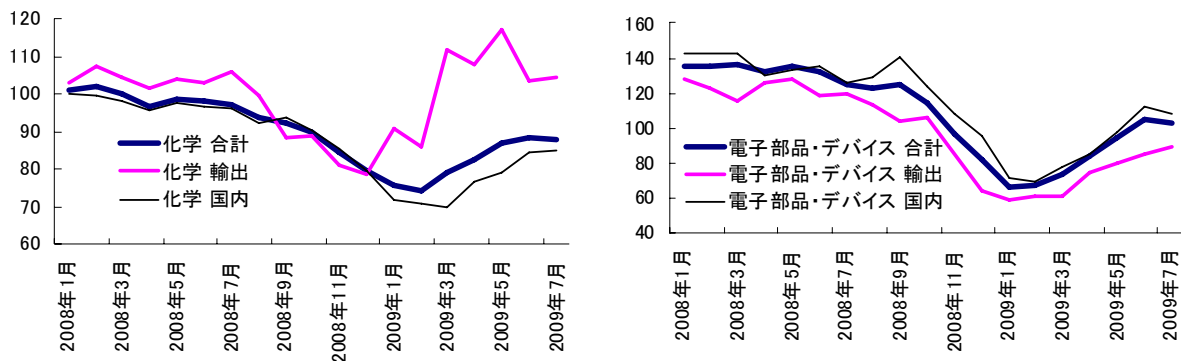 120
110
100
90
80
70
60
化学 合計
化学 輸出
化学 国内
2008年1月
2008年3月
2008年5月
2008年7月
2008年9月
2008年11月
2009年1月
2009年3月
2009年5月
2009年7月
160
140
120
100
80
60
40
電子部品・デバイス 合計
電子部品・デバイス 輸出
電子部品・デバイス 国内
2008年1月
2008年3月
2008年5月
2008年7月
2008年9月
2008年11月
2009年1月
2009年3月
2009年5月
2009年7月